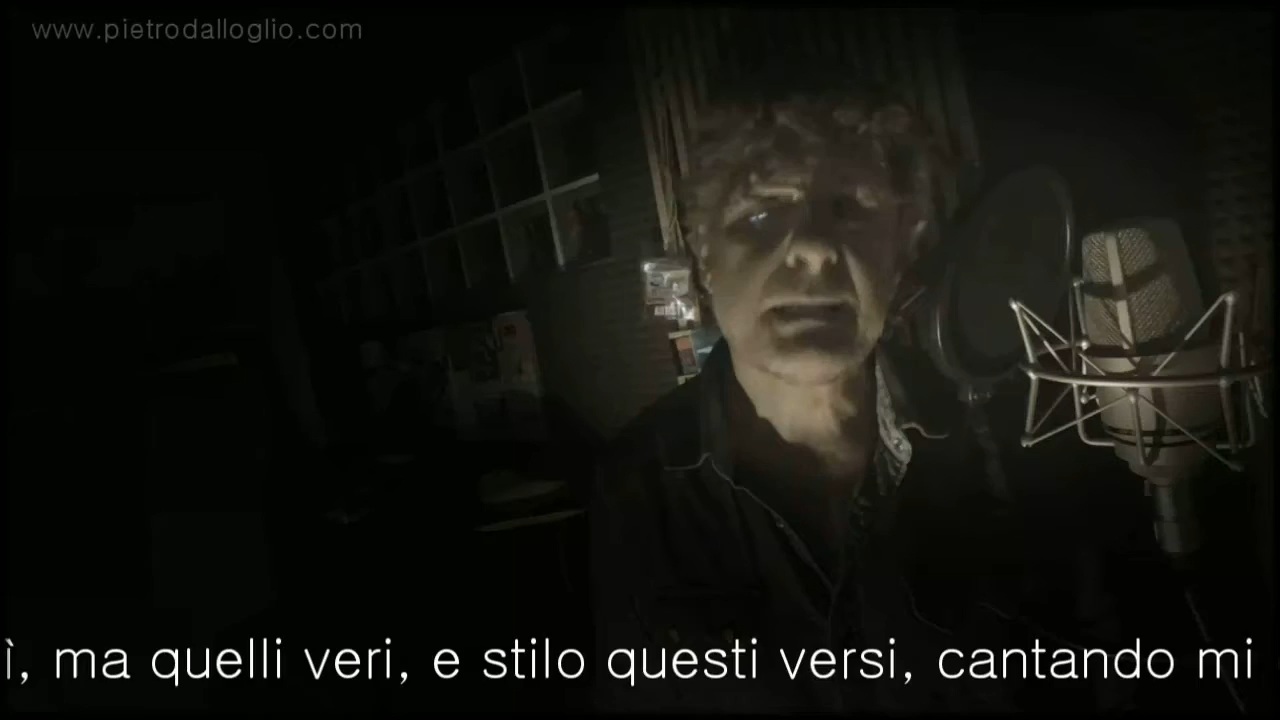 www.pietrodalloglio.com
ì, ma quelli veri, e stilo questi versi, cantando mi